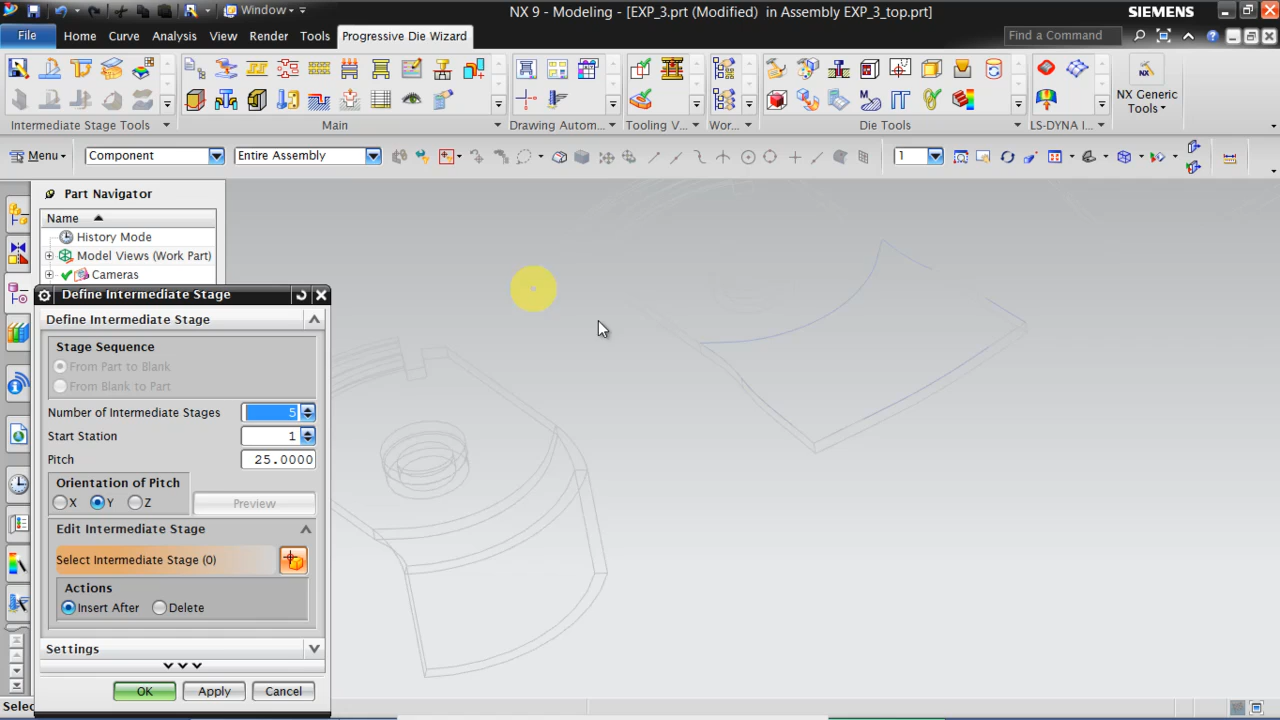 Window
NX 9 - Modeling - [EXP_3.prt (Modified) in Assembly EXP_3_top.prt]
SIEMENS
File Home Curve Analysis View Render Tools Progressive Die Wizard
Find a Command
NX Generic
Tools
Intermediate Stage Tools Main Drawing Autom... Tooling V... Wor... Die Tools LS-DYNA I...
Menu Component Entire Assembly 1
Part Navigator
Name
History Mode
Model Views (Work Part)
Cameras
Define Intermediate Stage
Define Intermediate Stage
Stage Sequence
From Part to Blank
From Blank to Part
Number of Intermediate Stages 5
Start Station 1
Pitch 25.0000
Orientation of Pitch
X Y Z Preview
Edit Intermediate Stage
Select Intermediate Stage (0)
Actions
Insert After Delete
Settings
OK Apply Cancel
Selec